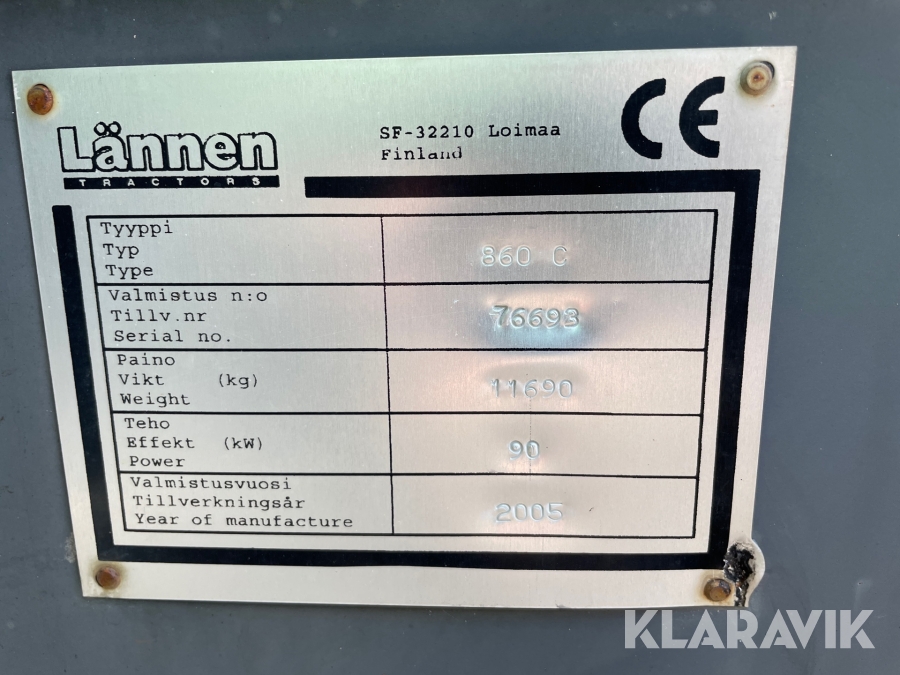 Lännen
TRACTORS
SF-32210 Loimaa
Finland
CE
Tyyppi
Typ
Type
860 C
Valmistus n:o
Tillv.nr
Serial no.
76693
Paino
Vikt (kg)
Weight
11690
Teho
Effekt (kW)
Power
90
Valmistusvuosi
Tillverkningsår
Year of manufacture
2005
KLARAVIK